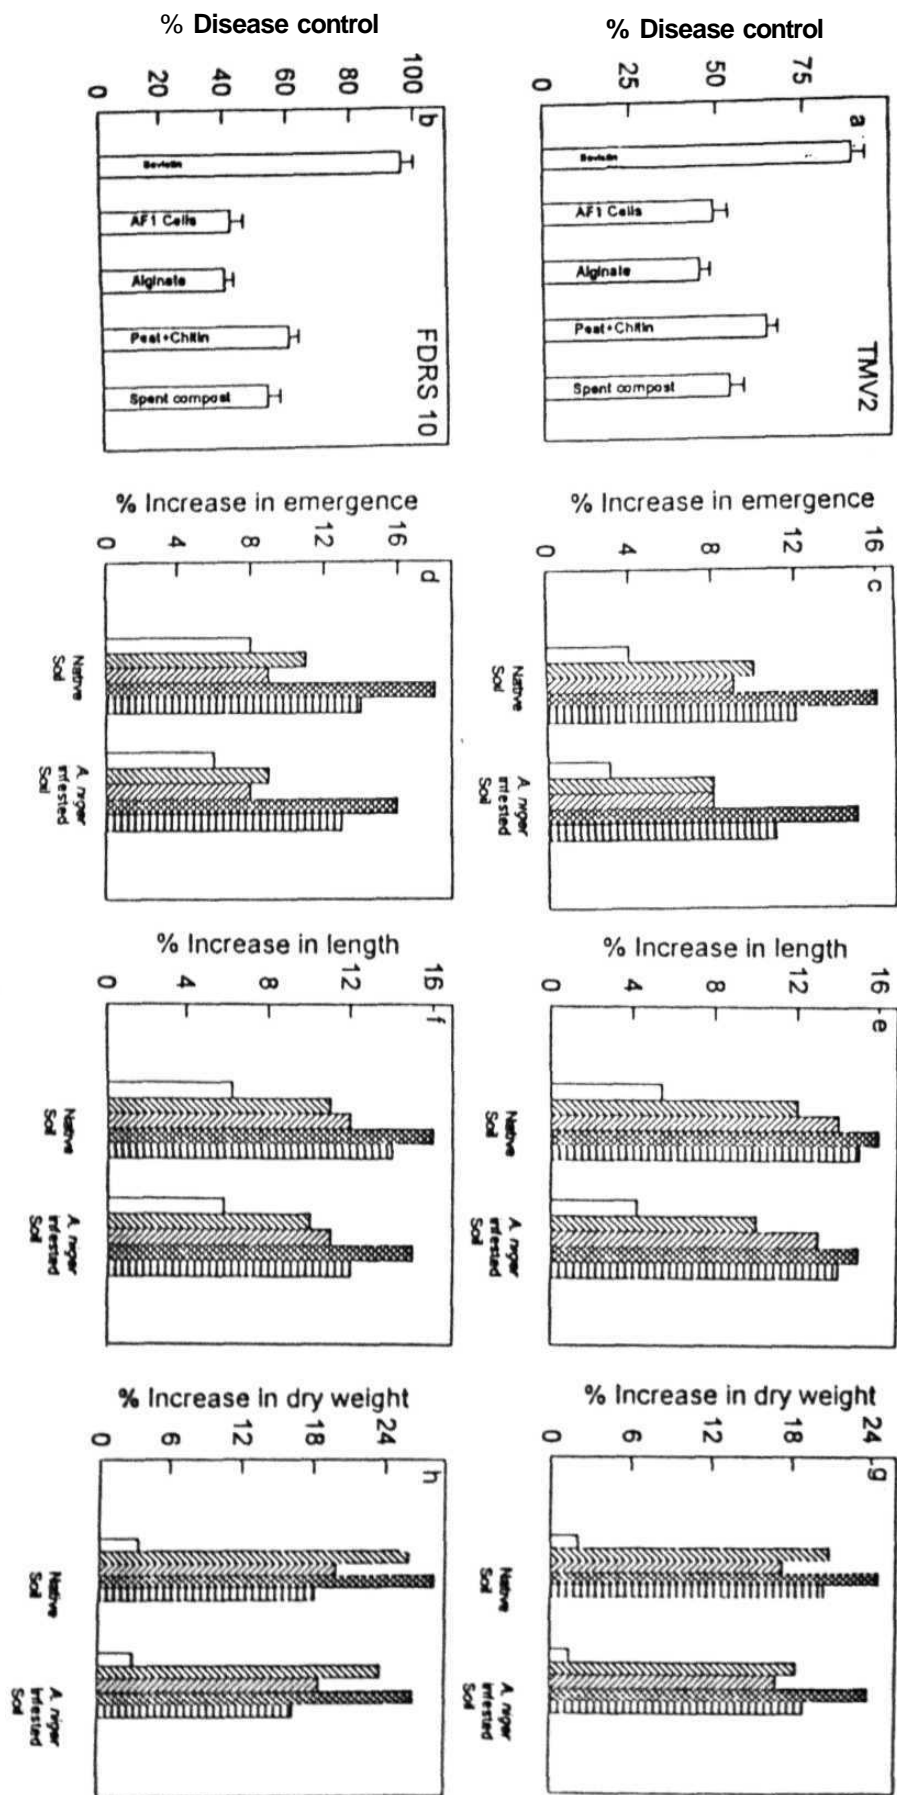 % Disease control
75
50
25
0
a
TMV2
Bavistin
AF1 Cells
Alginate
Peat+Chitin
Spent compost
% Increase in emergence
16
12
8
4
0
c
Native
Soil
A. niger
infested
Soil
% Increase in length
16
12
8
4
0
e
Native
Soil
A. niger
infested
Soil
% Increase in dry weight
24
18
12
6
0
g
Native
Soil
A. niger
infested
Soil
% Disease control
100
80
60
40
20
0
b
FDRS 10
Bavistin
AF1 Cells
Alginate
Peat+Chitin
Spent compost
% Increase in emergence
16
12
8
4
0
d
Native
Soil
A. niger
infested
Soil
% Increase in length
16
12
8
4
0
f
Native
Soil
A. niger
infested
Soil
% Increase in dry weight
24
18
12
6
0
h
Native
Soil
A. niger
infested
Soil